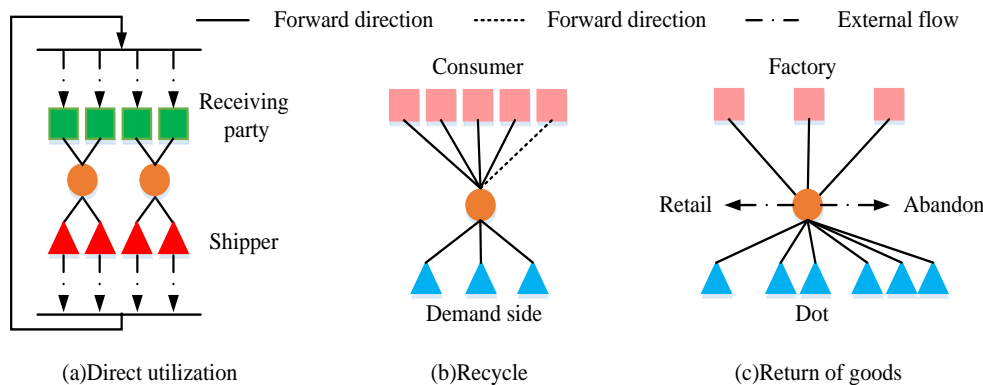 Forward direction
Forward direction
External flow
Consumer
Factory
Receiving
party
Retail
Abandon
Shipper
Demand side
Dot
(a)Direct utilization
(b)Recycle
(c)Return of goods